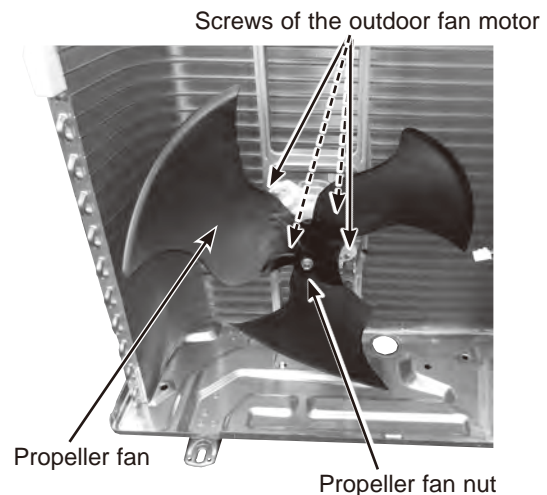 Screws of the outdoor fan motor
Propeller fan
Propeller fan nut